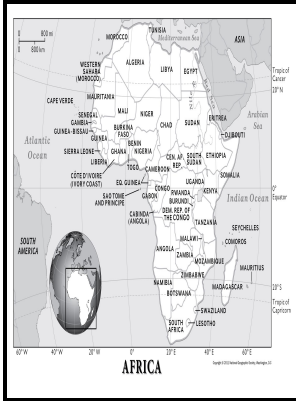 0 800 mi
0 800 km
TUNISIA
MOROCCO
Mediterranean Sea
ASIA
ALGERIA
LIBYA
EGYPT
WESTERN
SAHARA
(MOROCCO)
Tropic of
Cancer
20° N
CAPE VERDE
MAURITANIA
MALI
NIGER
CHAD
SUDAN
ERITREA
Arabian
Sea
SENEGAL
GAMBIA
GUINEA-BISSAU
GUINEA
BURKINA
FASO
BENIN
NIGERIA
DJIBOUTI
Atlantic
Ocean
SIERRA LEONE
GHANA
LIBERIA
TOGO
CAMEROON
CEN. AF.
REP.
SOUTH
SUDAN
ETHIOPIA
SOMALIA
CÔTE D'IVOIRE
(IVORY COAST)
EQ. GUINEA
SAO TOME
AND PRINCIPE
GABON
CONGO
UGANDA
KENYA
RWANDA
BURUNDI
DEM. REP. OF
THE CONGO
0°
Equator
Indian Ocean
CABINDA
(ANGOLA)
TANZANIA
SEYCHELLES
COMOROS
SOUTH
AMERICA
ANGOLA
MALAWI
ZAMBIA
MOZAMBIQUE
MAURITIUS
ZIMBABWE
MADAGASCAR
NAMIBIA
BOTSWANA
20° S
Tropic of
Capricorn
SWAZILAND
SOUTH
AFRICA
LESOTHO
60° W 40° W 20° W 0° 20° E 40° E 60° E
AFRICA